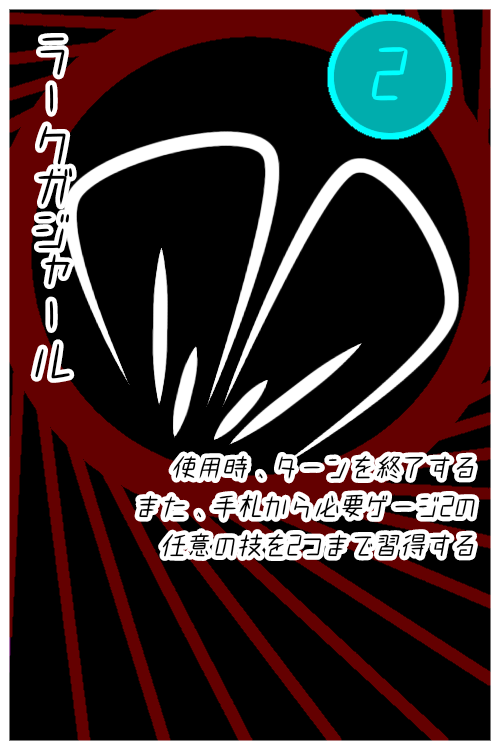 ラークガジャール
2
使用時、ターンを終了する
また、手札から必要ゲージ2の
任意の技を2つまで習得する